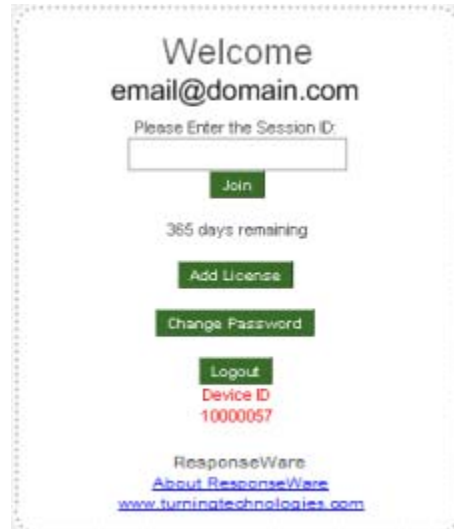 Welcome
email@domain.com
Please Enter the Session ID:
Join
365 days remaining
Add License
Change Password
Logout
Device ID
10000057
ResponseWare
About ResponseWare
www.turningtechnologies.com